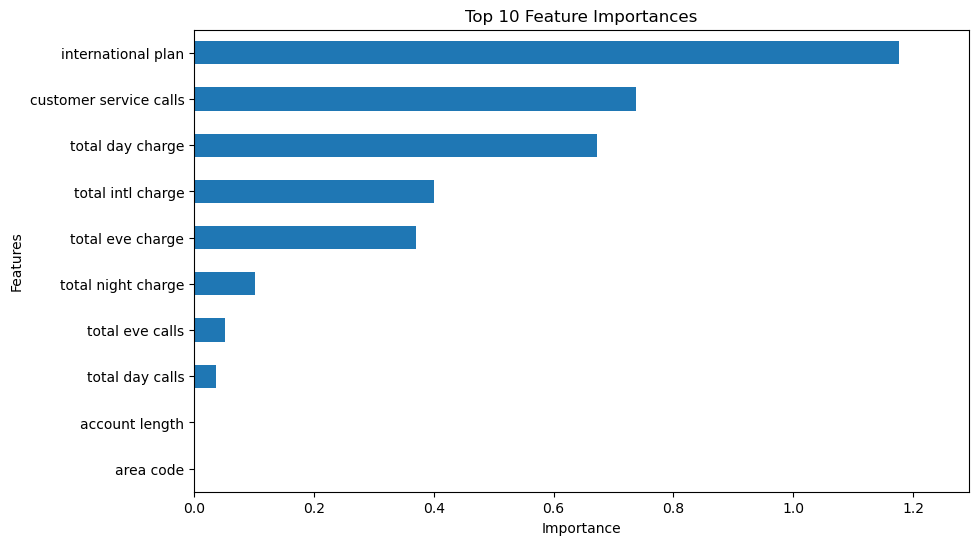 Top 10 Feature Importances
Features
international plan
customer service calls
total day charge
total intl charge
total eve charge
total night charge
total eve calls
total day calls
account length
area code
0.0 0.2 0.4 0.6 0.8 1.0 1.2
Importance